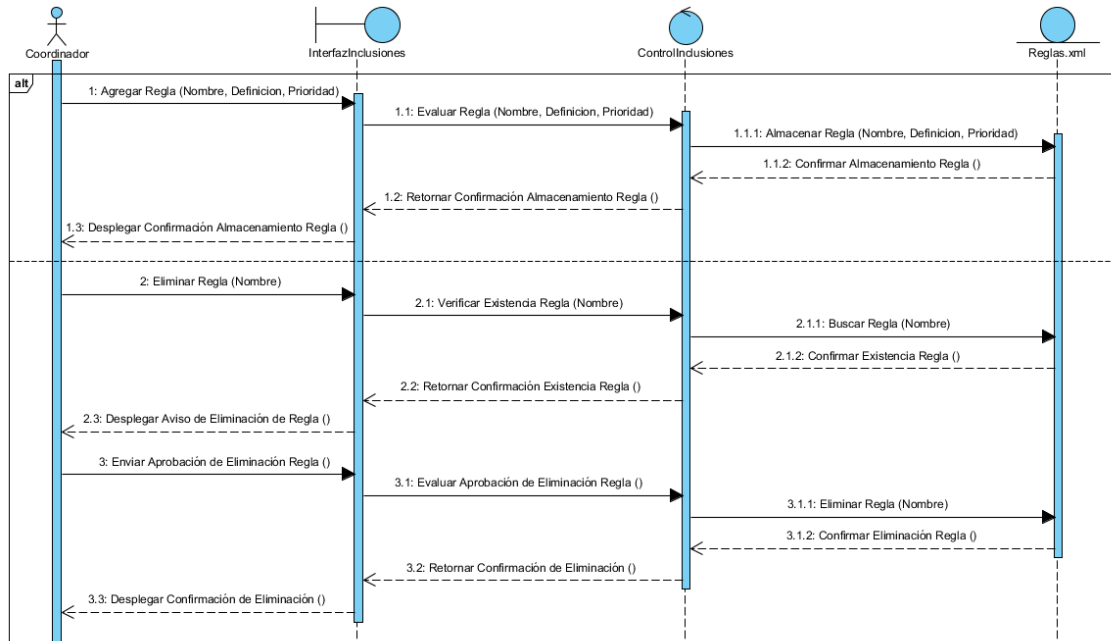 Coordinador
InterfazInclusiones
ControlInclusiones
Reglas.xml
alt
1: Agregar Regla (Nombre, Definicion, Prioridad)
1.1: Evaluar Regla (Nombre, Definicion, Prioridad)
1.1.1: Almacenar Regla (Nombre, Definicion, Prioridad)
1.1.2: Confirmar Almacenamiento Regla ()
1.2: Retornar Confirmación Almacenamiento Regla ()
1.3: Desplegar Confirmación Almacenamiento Regla ()
2: Eliminar Regla (Nombre)
2.1: Verificar Existencia Regla (Nombre)
2.1.1: Buscar Regla (Nombre)
2.1.2: Confirmar Existencia Regla ()
2.2: Retornar Confirmación Existencia Regla ()
2.3: Desplegar Aviso de Eliminación de Regla ()
3: Enviar Aprobación de Eliminación Regla ()
3.1: Evaluar Aprobación de Eliminación Regla ()
3.1.1: Eliminar Regla (Nombre)
3.1.2: Confirmar Eliminación Regla ()
3.2: Retornar Confirmación de Eliminación ()
3.3: Desplegar Confirmación de Eliminación ()